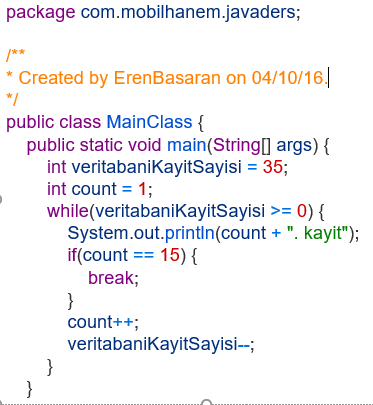 package com.mobilhanem.javaders;
/**
* Created by ErenBasaran on 04/10/16.
*/
public class MainClass {
public static void main(String[] args) {
int veritabaniKayitSayisi = 35;
int count = 1;
while(veritabaniKayitSayisi >= 0) {
System.out.println(count + ". kayit");
if(count == 15) {
break;
}
count++;
veritabaniKayitSayisi--;
}
}